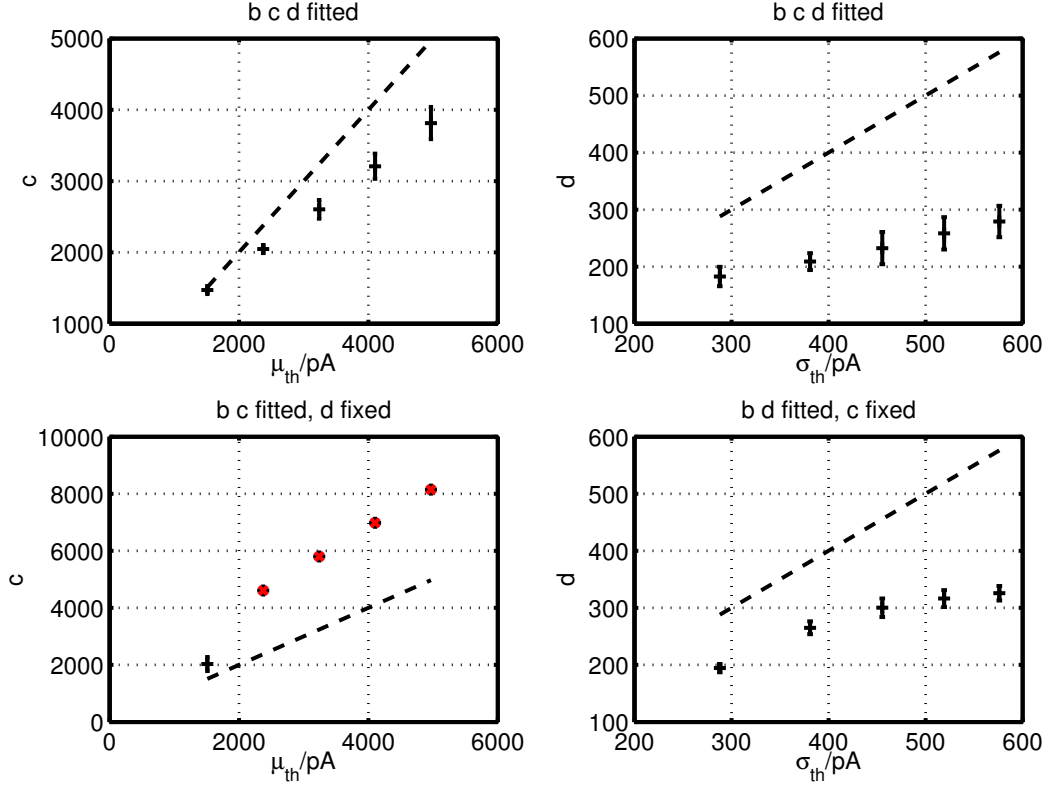 b c d fitted
5000
4000
3000
2000
1000
c
0 2000 4000 6000
μth/pA
b c d fitted
600
500
400
300
200
100
d
200 300 400 500 600
σth/pA
b c fitted, d fixed
10000
8000
6000
4000
2000
0
c
0 2000 4000 6000
μth/pA
b d fitted, c fixed
600
500
400
300
200
100
d
200 300 400 500 600
σth/pA